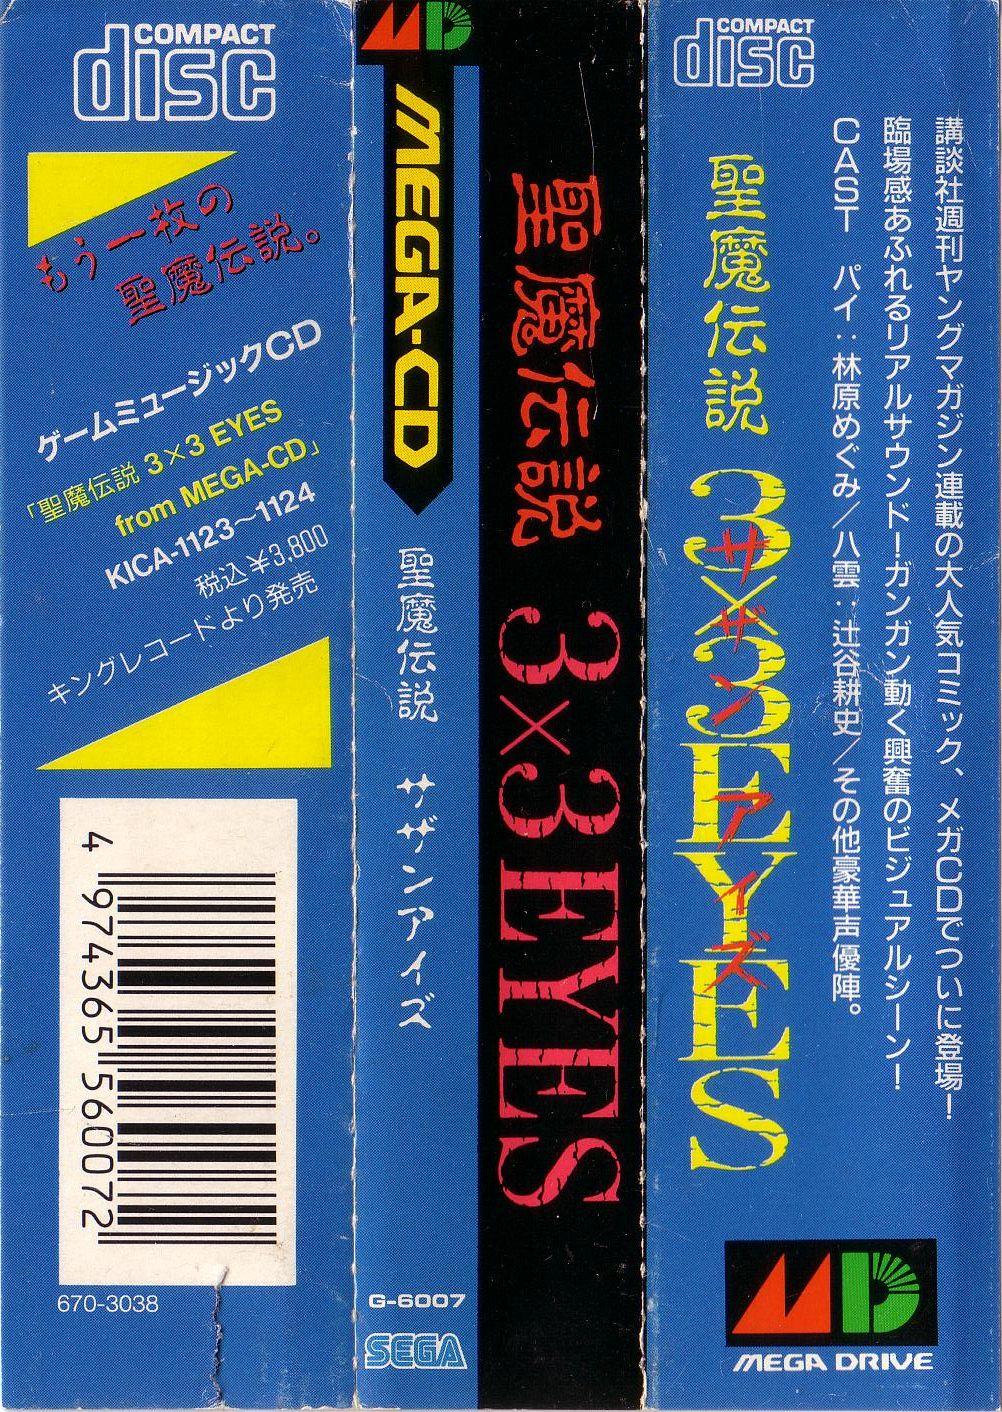 COMPACT
disc
もう一枚の
聖魔伝説。
ゲームミュージックCD
「聖魔伝説 3×3 EYES
from MEGA-CD」
KICA-1123～1124
税込￥3,800
キングレコードより発売
4 974365 560072
670-3038
MD
MEGA-CD
聖魔伝説 サザンアイズ
G-6007
SEGA
聖魔伝説 3×3 EYES
COMPACT
disc
講談社週刊ヤングマガジン連載の大人気コミック、メガCDでついに登場！
臨場感あふれるリアルサウンド！ガンガン動く興奮のビジュアルシーン！
CAST パイ：林原めぐみ／八雲：辻谷耕史／その他豪華声優陣。
聖魔伝説 3×3 EYES
サザンアイズ
MD
MEGA DRIVE